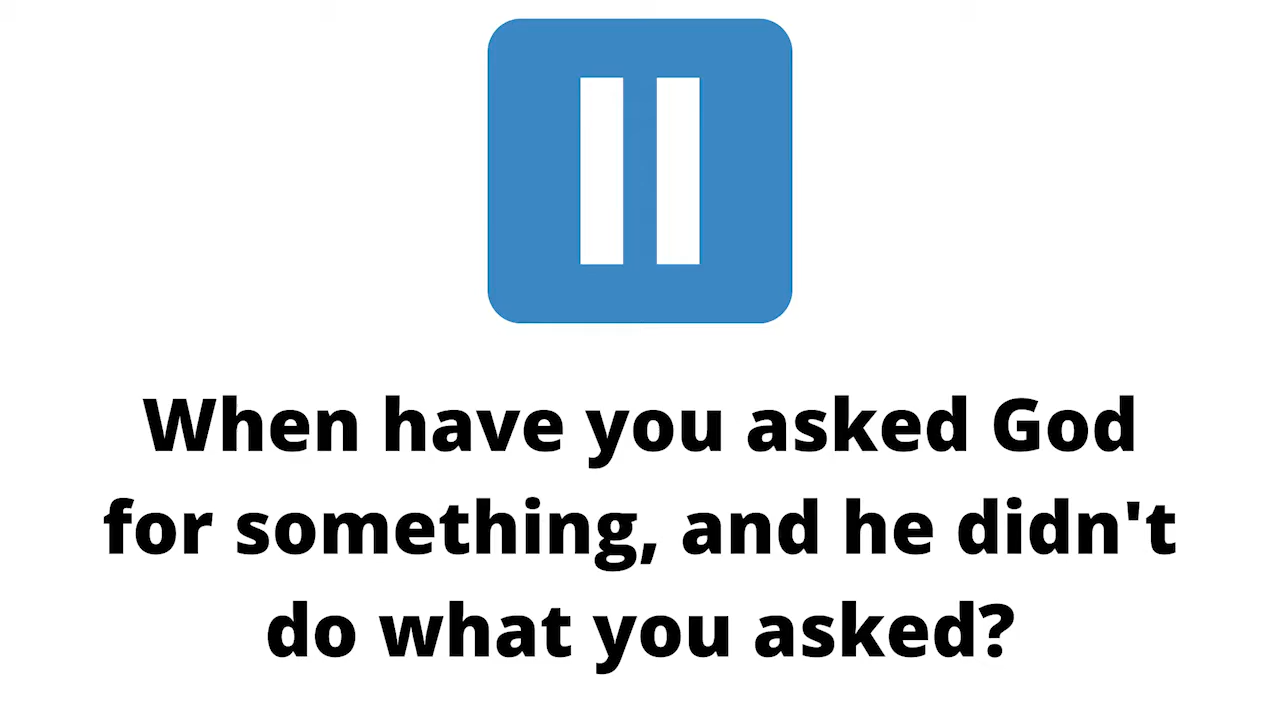 When have you asked God
for something, and he didn't
do what you asked?